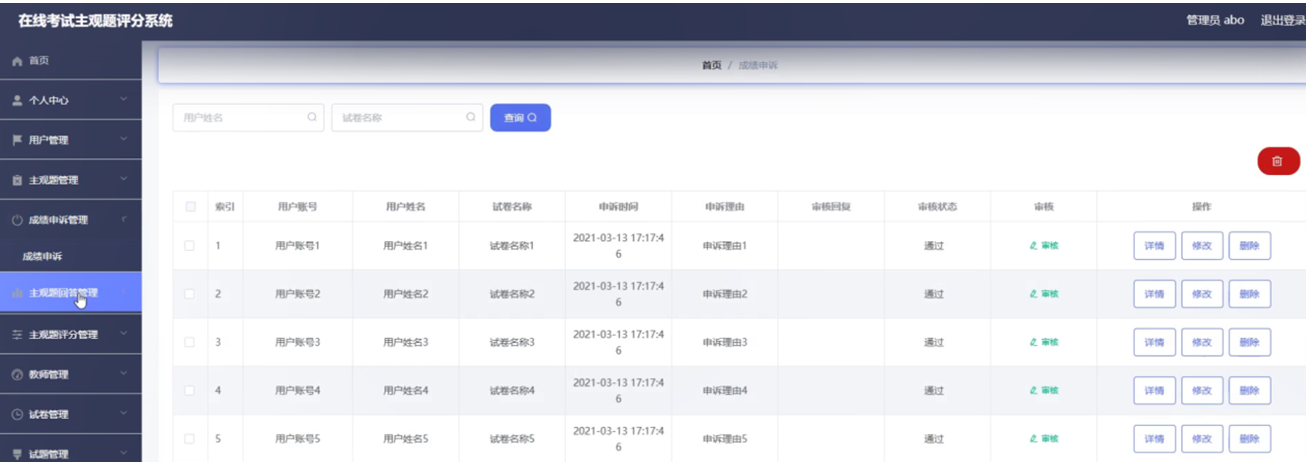 在线考试主观题评分系统
管理员 abo 退出登录
首页
个人中心
用户管理
主观题管理
成绩申诉管理
成绩申诉
主观题回答管理
主观题评分管理
教师管理
试卷管理
试题管理
首页 / 成绩申诉
用户姓名 试卷名称 查询
索引 用户账号 用户姓名 试卷名称 申诉时间 申诉理由 审核回复 审核状态 审核 操作
1 用户账号1 用户姓名1 试卷名称1 2021-03-13 17:17:4 申诉理由1 通过 审核 详情 修改 删除
6
2 用户账号2 用户姓名2 试卷名称2 2021-03-13 17:17:4 申诉理由2 通过 审核 详情 修改 删除
6
3 用户账号3 用户姓名3 试卷名称3 2021-03-13 17:17:4 申诉理由3 通过 审核 详情 修改 删除
6
4 用户账号4 用户姓名4 试卷名称4 2021-03-13 17:17:4 申诉理由4 通过 审核 详情 修改 删除
6
5 用户账号5 用户姓名5 试卷名称5 2021-03-13 17:17:4 申诉理由5 通过 审核 详情 修改 删除
6